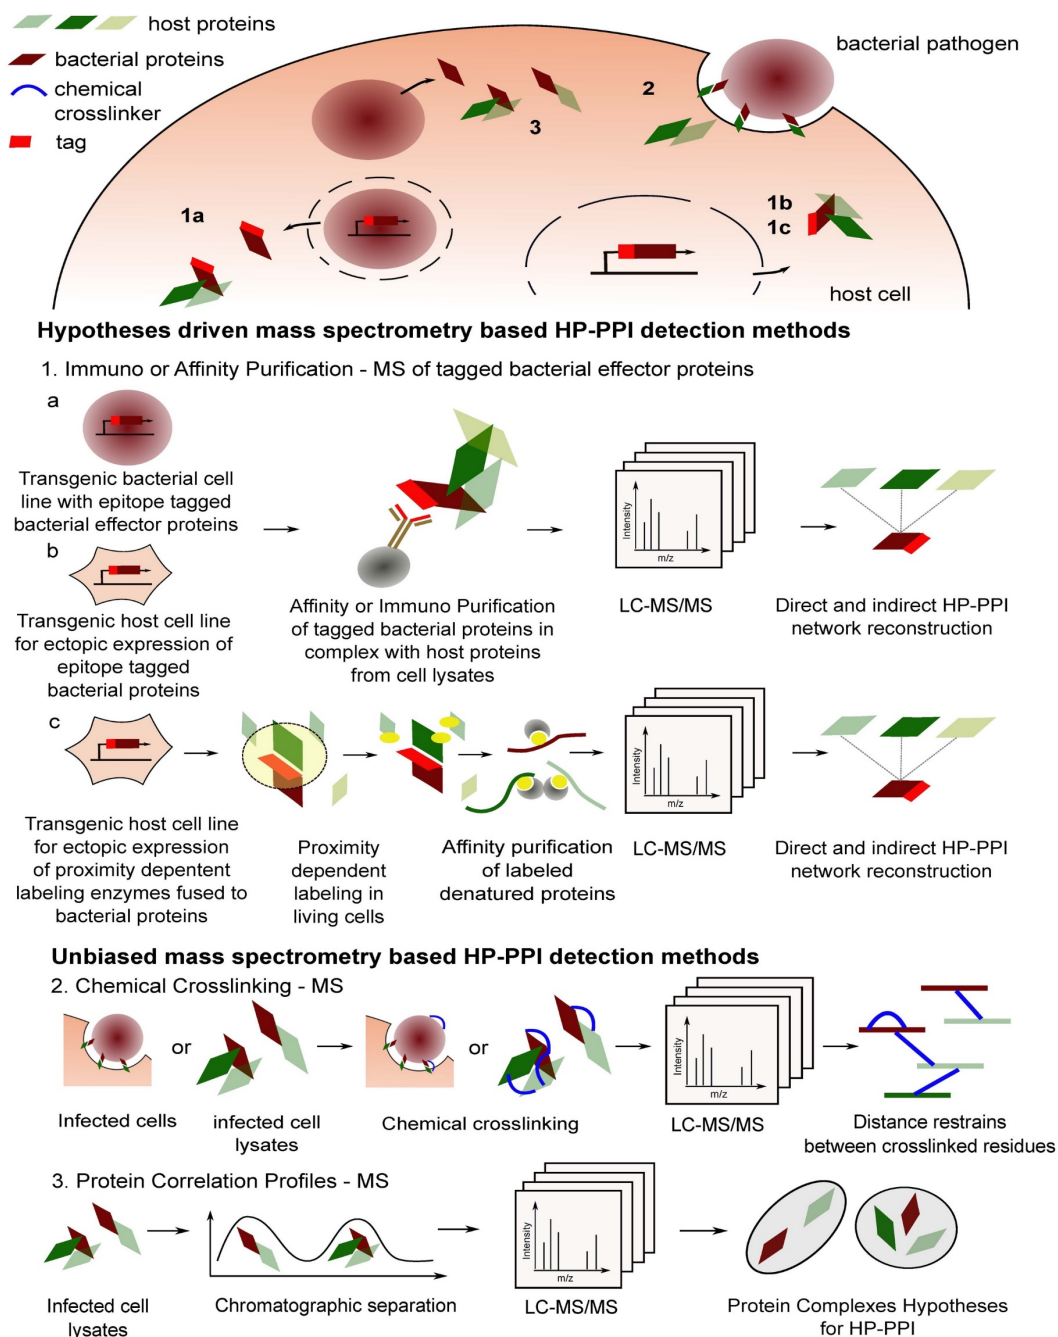 host proteins
bacterial proteins
chemical
crosslinker
tag
bacterial pathogen
2
3
1a
1b
1c
host cell
Hypotheses driven mass spectrometry based HP-PPI detection methods
1. Immuno or Affinity Purification - MS of tagged bacterial effector proteins
a
Transgenic bacterial cell
line with epitope tagged
bacterial effector proteins
b
Transgenic host cell line
for ectopic expression of
epitope tagged
bacterial proteins
Affinity or Immuno Purification
of tagged bacterial proteins in
complex with host proteins
from cell lysates
Intensity
m/z
LC-MS/MS
Direct and indirect HP-PPI
network reconstruction
c
Transgenic host cell line
for ectopic expression
of proximity depentent
labeling enzymes fused to
bacterial proteins
Proximity
dependent
labeling in
living cells
Affinity purification
of labeled
denatured proteins
Intensity
m/z
LC-MS/MS
Direct and indirect HP-PPI
network reconstruction
Unbiased mass spectrometry based HP-PPI detection methods
2. Chemical Crosslinking - MS
or
or
Infected cells
infected cell
lysates
Chemical crosslinking
Intensity
m/z
LC-MS/MS
Distance restrains
between crosslinked residues
3. Protein Correlation Profiles - MS
Infected cell
lysates
Chromatographic separation
Intensity
m/z
LC-MS/MS
Protein Complexes Hypotheses
for HP-PPI